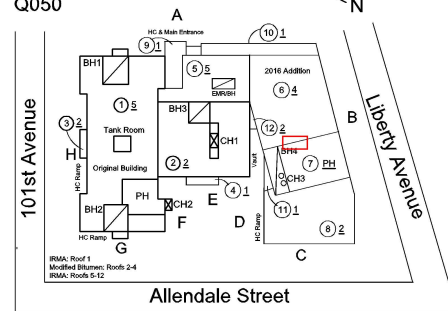 Q050
A
N
HC & Main Entrance
9 1
10 1
BH1
5 5
2016 Addition
EMR/BH
6 4
1 5
BH3
B
Liberty Avenue
101st Avenue
3 2
Tank Room
CH1
12 2
BH4
7 PH
H
HC Ramp
Original Building
2 2
Vault
CH3
PH
4 1
E
11 1
BH2
CH2
F
D
HC Ramp
8 2
HC Ramp
G
C
IRMA: Roof 1
Modified Bitumen: Roofs 2-4
IRMA: Roofs 5-12
Allendale Street